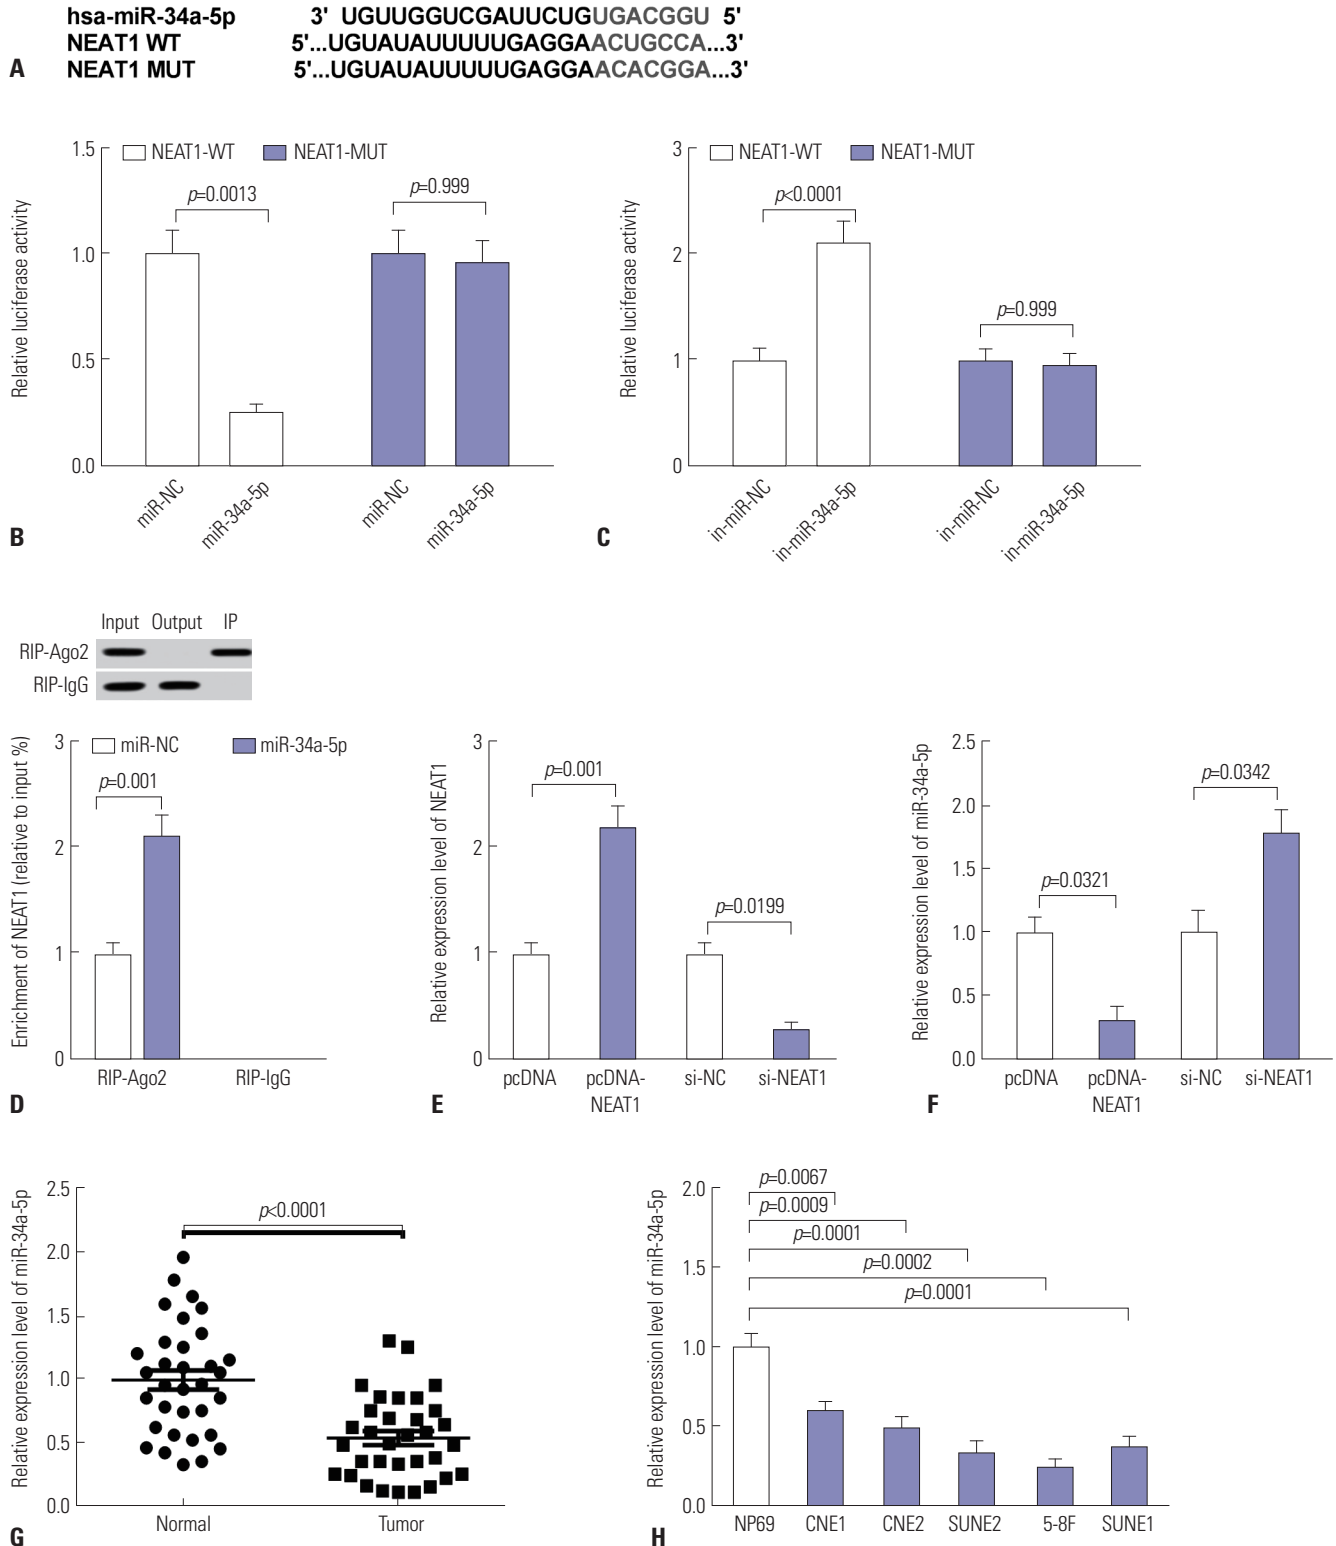 hsa-miR-34a-5p 3' UGUUGGUCGAUUCUGUGACGGU 5'
NEAT1 WT 5'...UGUAUAUUUUUGAGGAACUGCCA...3'
NEAT1 MUT 5'...UGUAUAUUUUUGAGGAACACGGA...3'
A
Relative luciferase activity
1.5
1.0
0.5
0.0
NEAT1-WT NEAT1-MUT
p=0.0013
p=0.999
miR-NC
miR-34a-5p
miR-NC
miR-34a-5p
B
Relative luciferase activity
3
2
1
0
NEAT1-WT NEAT1-MUT
p<0.0001
p=0.999
in-miR-NC
in-miR-34a-5p
in-miR-NC
in-miR-34a-5p
C
Input Output IP
RIP-Ago2
RIP-IgG
Enrichment of NEAT1 (relative to input %)
3
2
1
0
miR-NC miR-34a-5p
p=0.001
RIP-Ago2 RIP-IgG
D
Relative expression level of NEAT1
3
2
1
0
p=0.001
p=0.0199
pcDNA pcDNA- si-NC si-NEAT1
NEAT1
E
Relative expression level of miR-34a-5p
2.5
2.0
1.5
1.0
0.5
0.0
p=0.0321
p=0.0342
pcDNA pcDNA- si-NC si-NEAT1
NEAT1
F
Relative expression level of miR-34a-5p
2.5
2.0
1.5
1.0
0.5
0.0
p<0.0001
Normal Tumor
G
Relative expression level of miR-34a-5p
2.0
1.5
1.0
0.5
0.0
p=0.0067
p=0.0009
p=0.0001
p=0.0002
p=0.0001
NP69 CNE1 CNE2 SUNE2 5-8F SUNE1
H